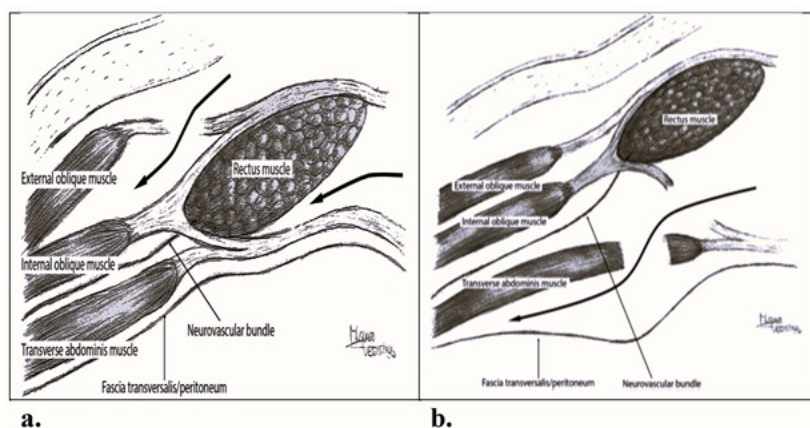 External oblique muscle
Rectus muscle
Internal oblique muscle
Neurovascular bundle
Transverse abdominis muscle
Fascia transversalis/peritoneum
a.
Rectus muscle
External oblique muscle
Internal oblique muscle
Transverse abdominis muscle
Neurovascular bundle
Fascia transversalis/peritoneum
b.